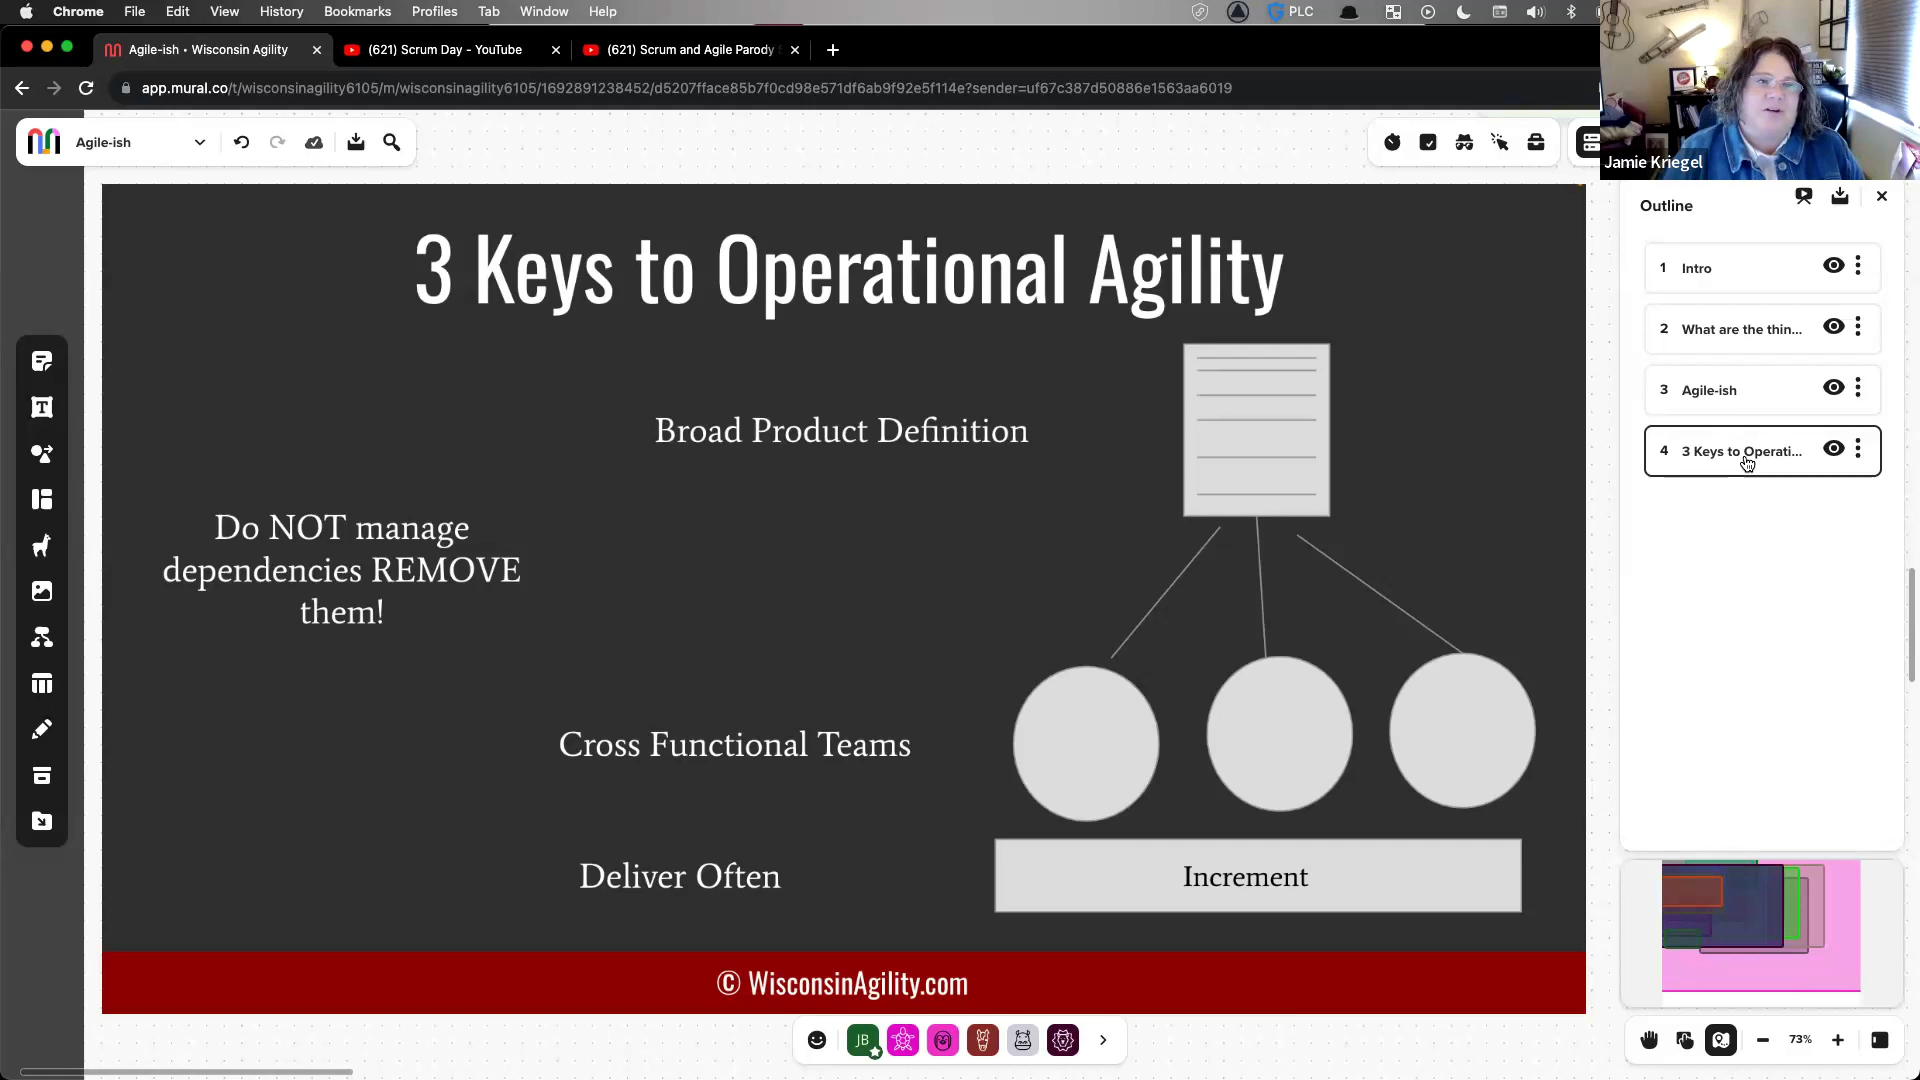 Chrome File Edit View History Bookmarks Profiles Tab Window Help
PLC
Agile-ish • Wisconsin Agility
(621) Scrum Day - YouTube
(621) Scrum and Agile Parody
app.mural.co/t/wisconsinagility6105/m/wisconsinagility6105/1692891238452/d5207fface85b7f0cd98e571df6ab9f92e5f114e?sender=uf67c387d50886e1563aa6019
Jamie Kriegel
Agile-ish
Outline
1 Intro
2 What are the thin...
3 Agile-ish
4 3 Keys to Operati...
3 Keys to Operational Agility
Broad Product Definition
Do NOT manage
dependencies REMOVE
them!
Cross Functional Teams
Deliver Often
Increment
© WisconsinAgility.com
JB
73%